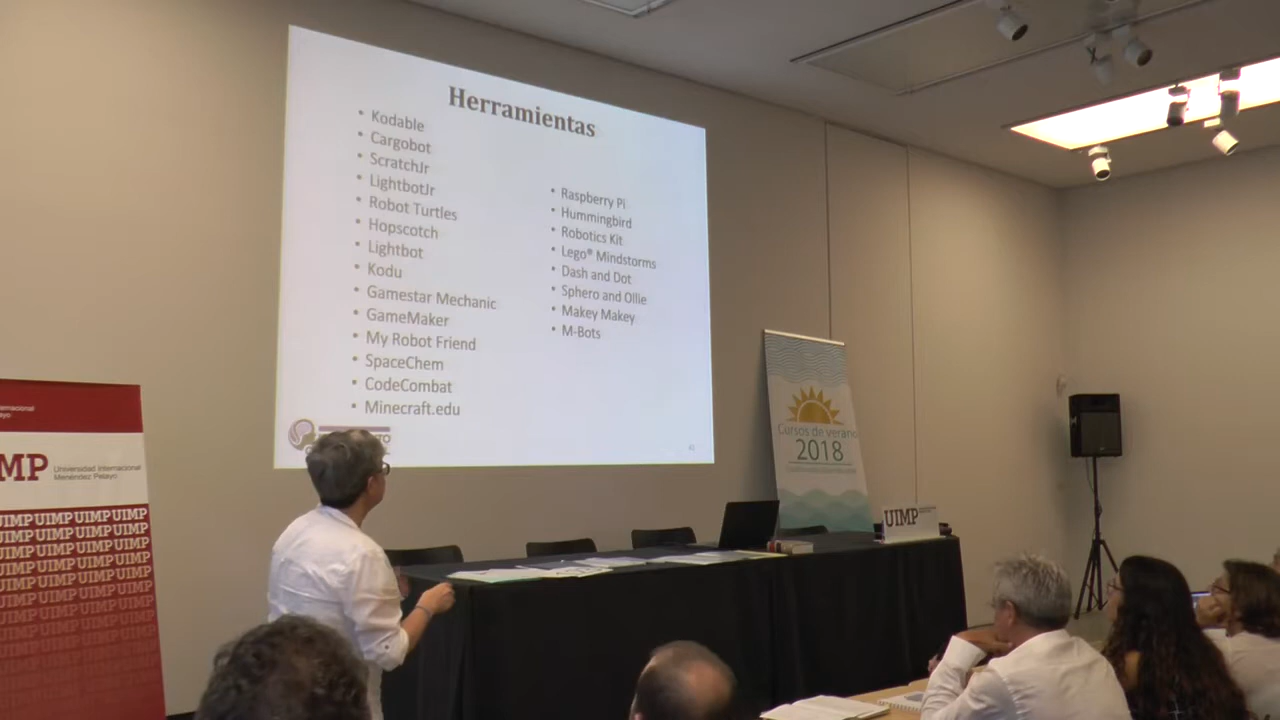 Herramientas
• Kodable
• Cargobot
• ScratchJr
• LightbotJr
• Robot Turtles
• Hopscotch
• Lightbot
• Kodu
• Gamestar Mechanic
• GameMaker
• My Robot Friend
• SpaceChem
• CodeCombat
• Minecraft.edu
• Raspberry Pi
• Hummingbird
• Robotics Kit
• Lego® Mindstorms
• Dash and Dot
• Sphero and Ollie
• Makey Makey
• M-Bots
Cursos de verano
2018
UIMP
Universidad Internacional
Menéndez Pelayo
UIMP UIMP UIMP UIMP
UIMP UIMP UIMP UIMP
UIMP UIMP UIMP UIMP
UIMP UIMP UIMP UIMP
UIMP UIMP UIMP UIMP
UIMP UIMP UIMP UIMP
UIMP UIMP UIMP UIMP